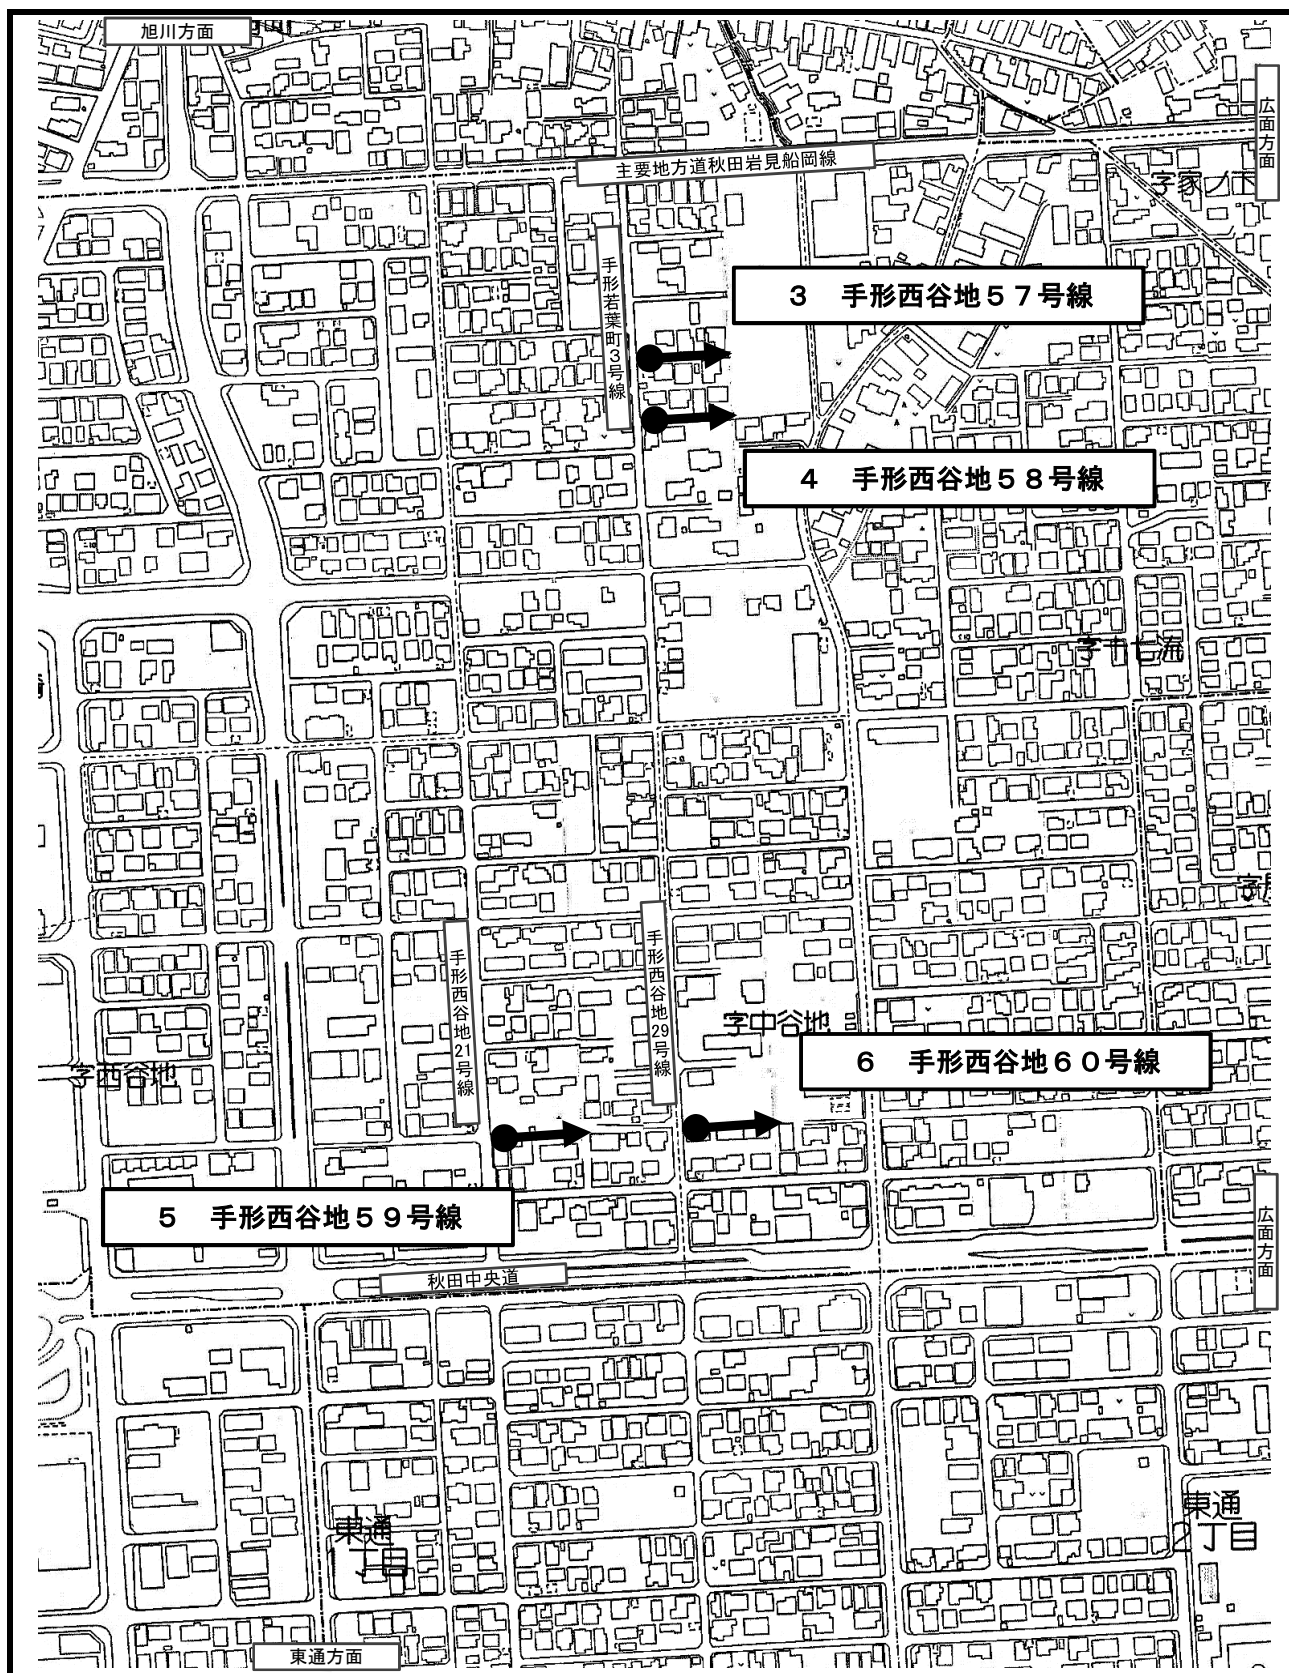 旭川方面
広面方面
主要地方道秋田岩見船岡線
字家ノ下
手形若葉町3号線
3 手形西谷地57号線
4 手形西谷地58号線
字十七流
手形西谷地21号線
手形西谷地29号線
字中谷地
6 手形西谷地60号線
字西谷地
5 手形西谷地59号線
広面方面
秋田中央道
東通
1丁目
東通
2丁目
東通方面